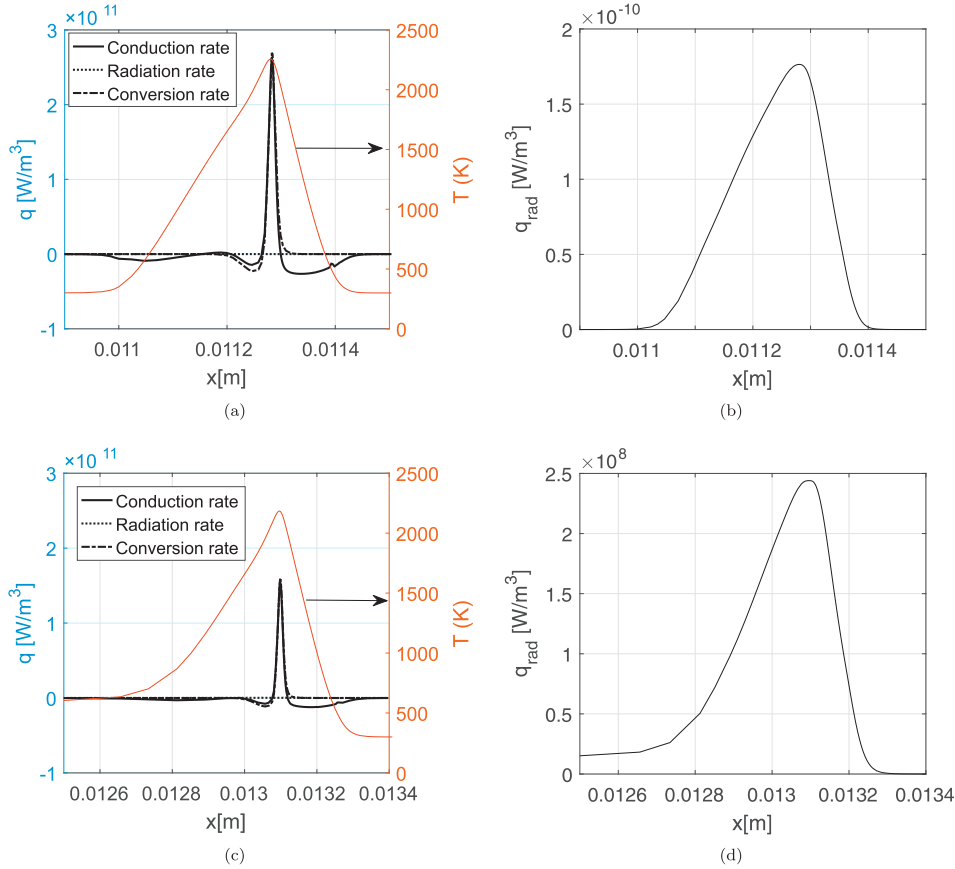 ×10 11
3
2
1
0
-1
q [W/m3]
Conduction rate
Radiation rate
Conversion rate
2500
2000
1500
1000
500
0
T (K)
0.011 0.0112 0.0114
x[m]
(a)
×10-10
2
1.5
1
0.5
0
qrad [W/m3]
0.011 0.0112 0.0114
x[m]
(b)
×10 11
3
2
1
0
-1
q [W/m3]
Conduction rate
Radiation rate
Conversion rate
2500
2000
1500
1000
500
0
T (K)
0.0126 0.0128 0.013 0.0132 0.0134
x[m]
(c)
×10 8
2.5
2
1.5
1
0.5
0
qrad [W/m3]
0.0126 0.0128 0.013 0.0132 0.0134
x[m]
(d)